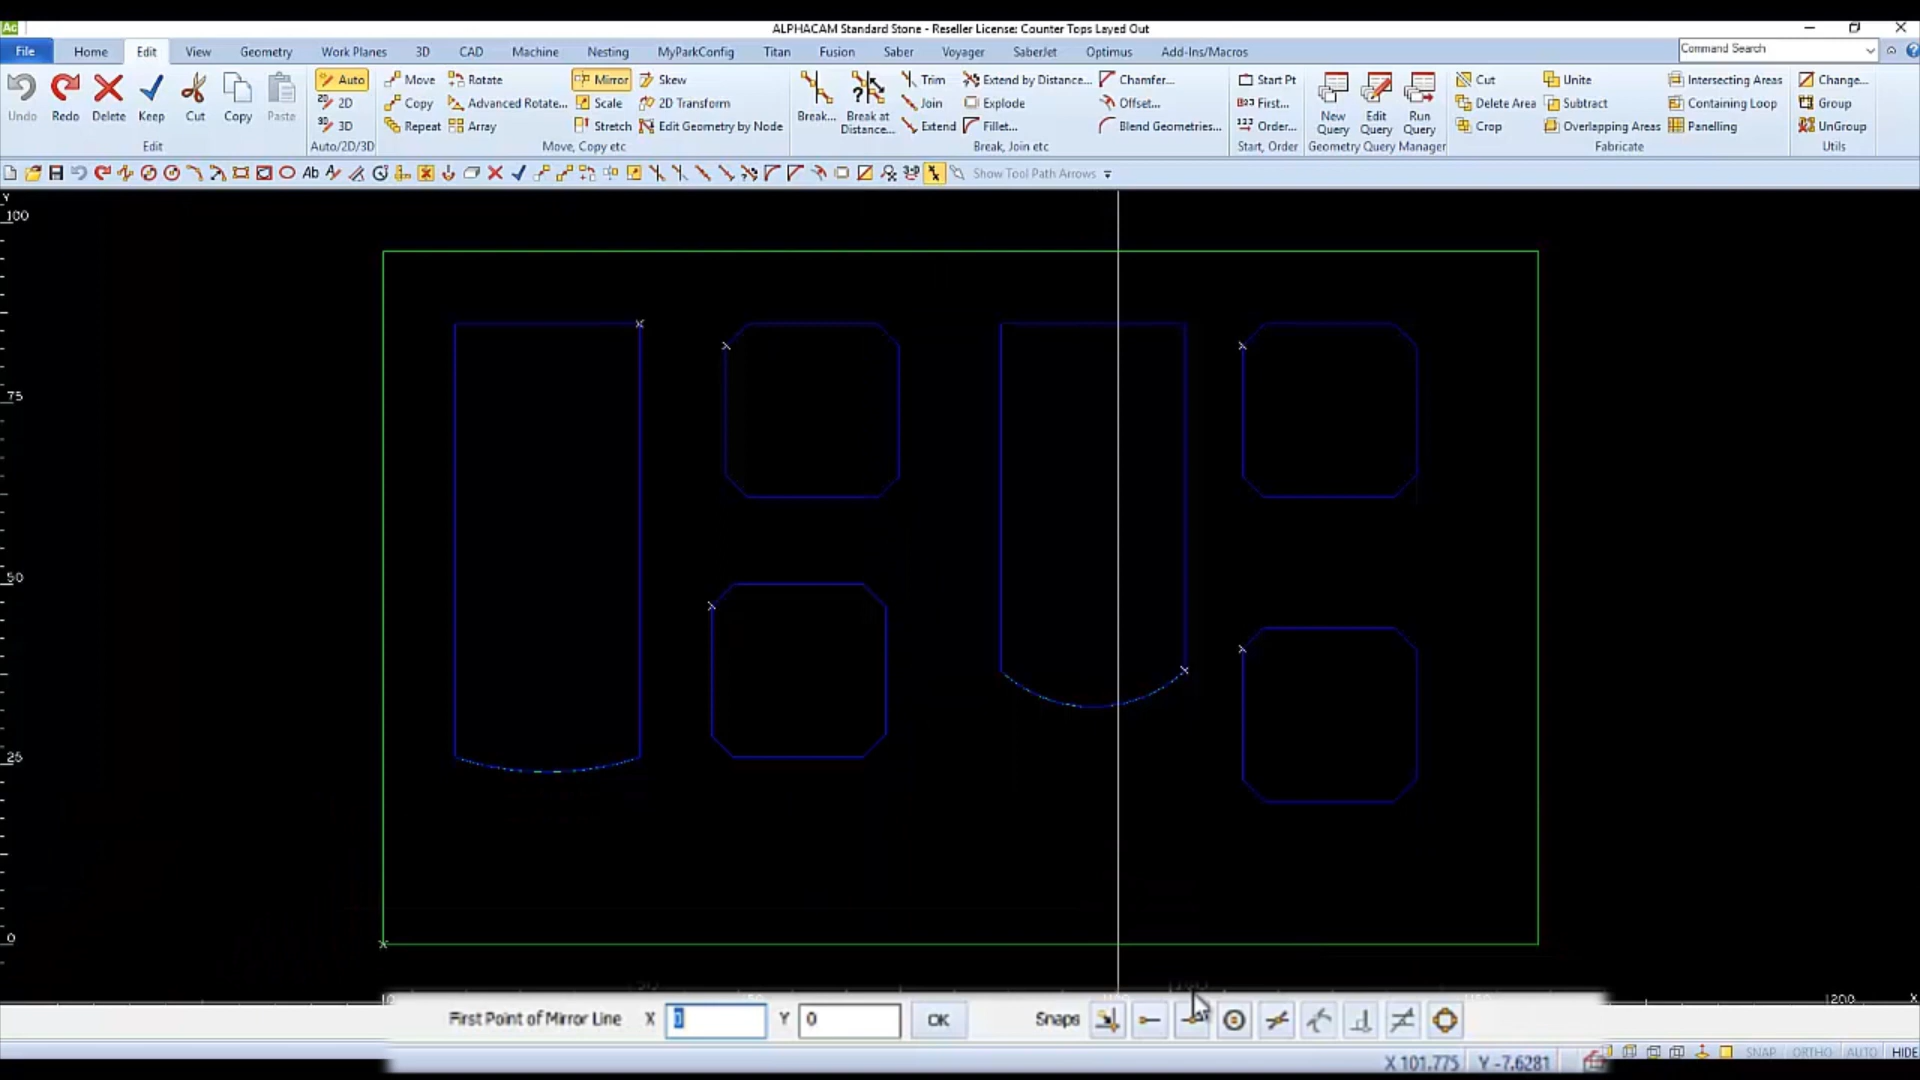 ALPHACAM Standard Stone - Reseller License: Counter Tops Layed Out
File Home Edit View Geometry Work Planes 3D CAD Machine Nesting MyParkConfig Titan Fusion Saber Voyager SaberJet Optimus Add-Ins/Macros Command Search
Auto Move Rotate Mirror Skew Trim Extend by Distance... Chamfer... Start Pt Cut Unite Intersecting Areas Change...
2D Copy Advanced Rotate... Scale 2D Transform Join Explode Offset... First... Delete Area Subtract Containing Loop Group
Undo Redo Delete Keep Cut Copy Paste 3D Repeat Array Stretch Edit Geometry by Node Break... Break at Distance... Extend Fillet... Blend Geometries... Order... New Query Edit Query Run Query Crop Overlapping Areas Panelling UnGroup
Edit Auto/2D/3D Move, Copy etc Break, Join etc Start, Order Geometry Query Manager Fabricate Utils
Ab Show Tool Path Arrows
Y
100
75
50
25
0
200 X
First Point of Mirror Line X 0 Y 0 OK Snaps
X 101.775 Y -7.6281 SNAP ORTHO AUTO HIDE